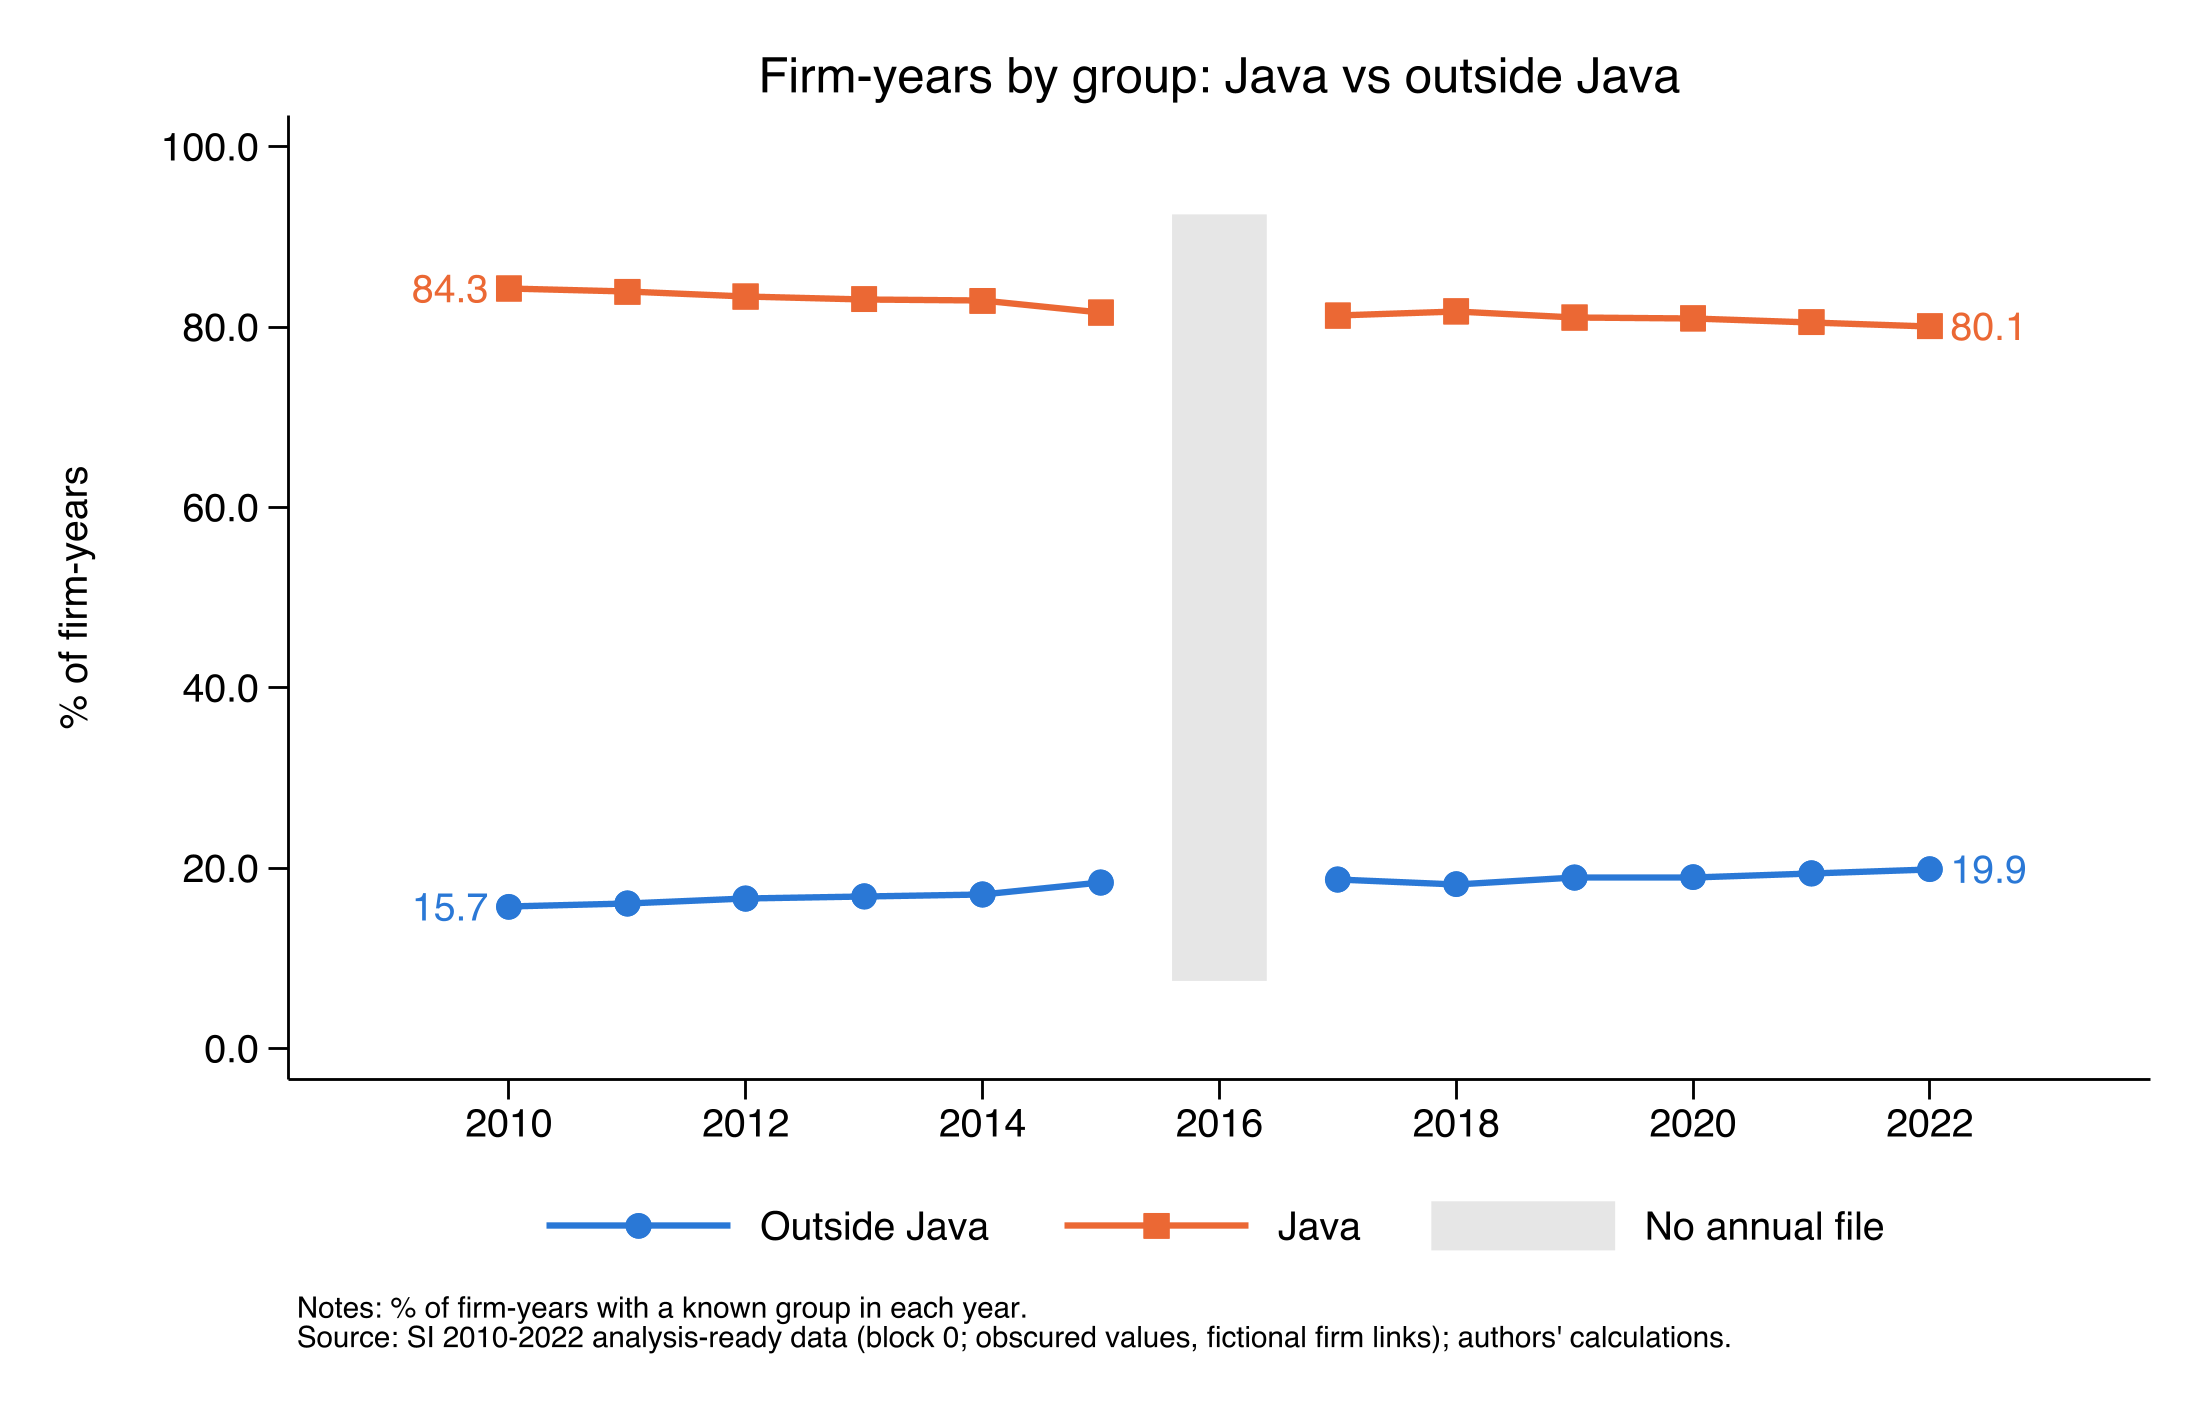 Firm-years by group: Java vs outside Java
% of firm-years
100.0
80.0
60.0
40.0
20.0
0.0
84.3
80.1
15.7
19.9
2010 2012 2014 2016 2018 2020 2022
Outside Java Java No annual file
Notes: % of firm-years with a known group in each year.
Source: SI 2010-2022 analysis-ready data (block 0; obscured values, fictional firm links); authors' calculations.